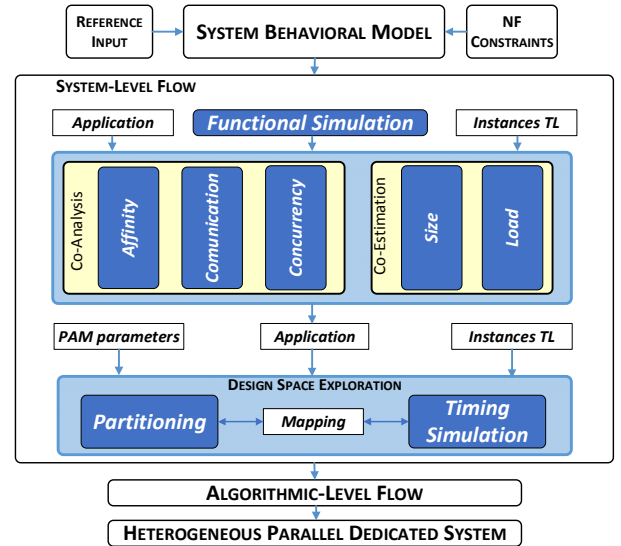 REFERENCE
INPUT
SYSTEM BEHAVIORAL MODEL
NF
CONSTRAINTS
SYSTEM-LEVEL FLOW
Application
Functional Simulation
Instances TL
Co-Analysis
Affinity
Comunication
Concurrency
Co-Estimation
Size
Load
PAM parameters
Application
Instances TL
DESIGN SPACE EXPLORATION
Partitioning
Mapping
Timing
Simulation
ALGORITHMIC-LEVEL FLOW
HETEROGENEOUS PARALLEL DEDICATED SYSTEM